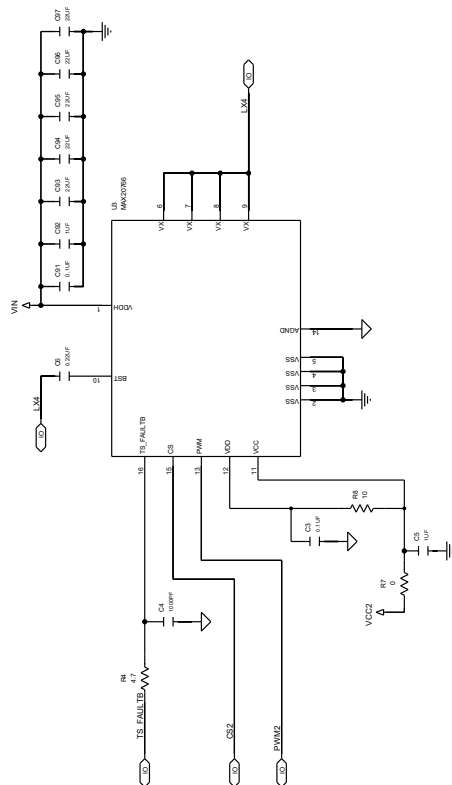 VIN
C91
0.1UF
C92
1UF
C93
22UF
C94
22UF
C95
22UF
C96
22UF
C97
22UF
IO
LX4
C6
0.22UF
U3
MAX20766
1
VDDH
10
BST
16
TS_FAULTB
15
CS
13
PWM
12
VDD
11
VCC
VX
6
VX
7
VX
8
VX
9
LX4
IO
AGND
14
VSS
5
VSS
4
VSS
3
VSS
2
IO
TS_FAULTB
R4
4.7
C4
1000PF
IO
CS2
IO
PWM2
C3
0.1UF
R8
10
VCC2
R7
0
C5
1UF